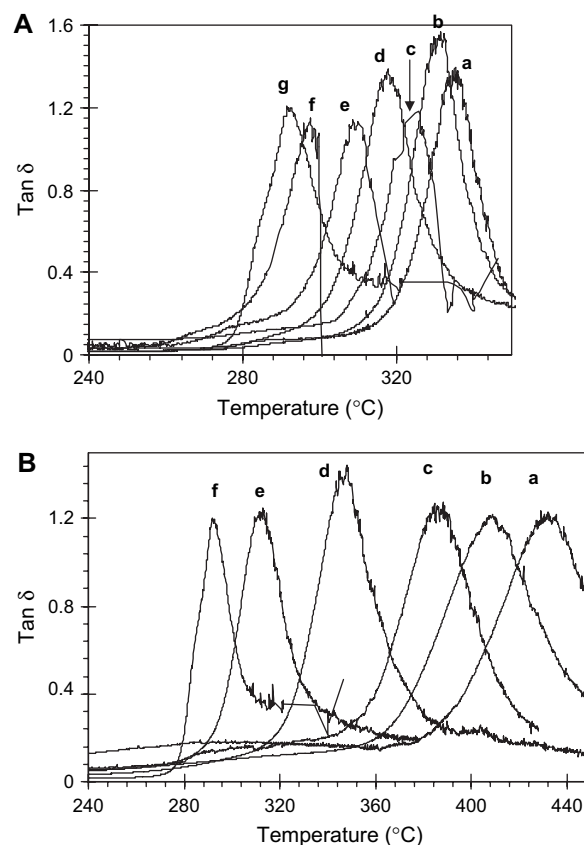 A
1.6
1.2
0.8
0.4
0
Tan δ
g f e d c b a
240 280 320
Temperature (°C)
B
1.2
0.8
0.4
0
Tan δ
f e d c b a
240 280 320 360 400 440
Temperature (°C)